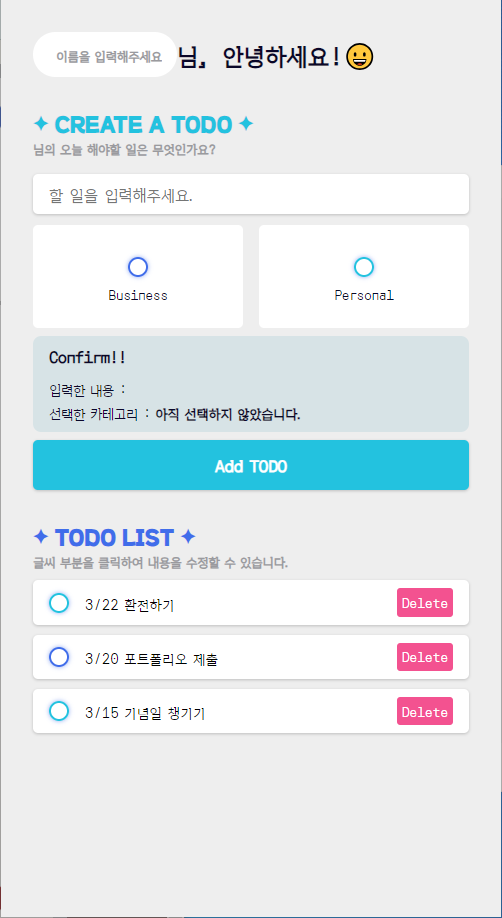 이름을 입력해주세요 님, 안녕하세요!😀
✦ CREATE A TODO ✦
님의 오늘 해야할 일은 무엇인가요?
할 일을 입력해주세요.
Business Personal
Confirm!!
입력한 내용 :
선택한 카테고리 : 아직 선택하지 않았습니다.
Add TODO
✦ TODO LIST ✦
글씨 부분을 클릭하여 내용을 수정할 수 있습니다.
3/22 환전하기 Delete
3/20 포트폴리오 제출 Delete
3/15 기념일 챙기기 Delete